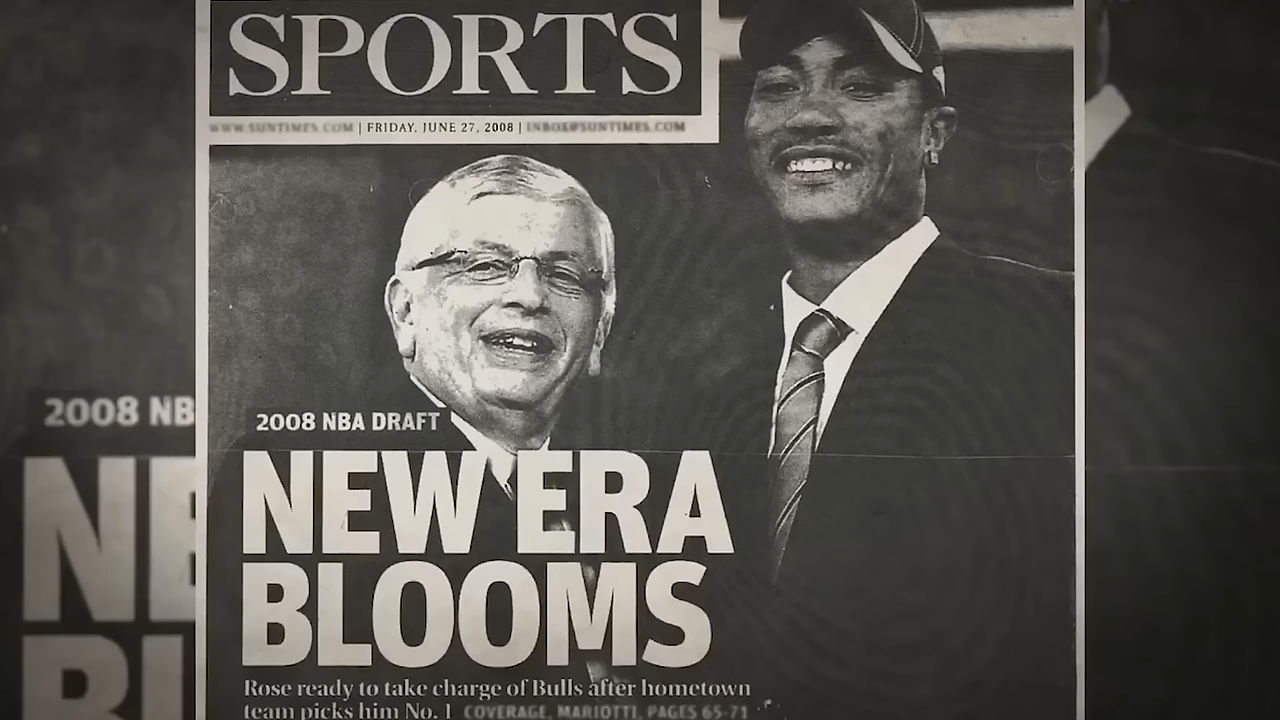 SPORTS
WWW.SUNTIMES.COM | FRIDAY, JUNE 27, 2008 | INBOX@SUNTIMES.COM
2008 NBA DRAFT
NEW ERA
BLOOMS
Rose ready to take charge of Bulls after hometown
team picks him No. 1 COVERAGE, MARIOTTI, PAGES 65-71
2008 NB
NE
BL